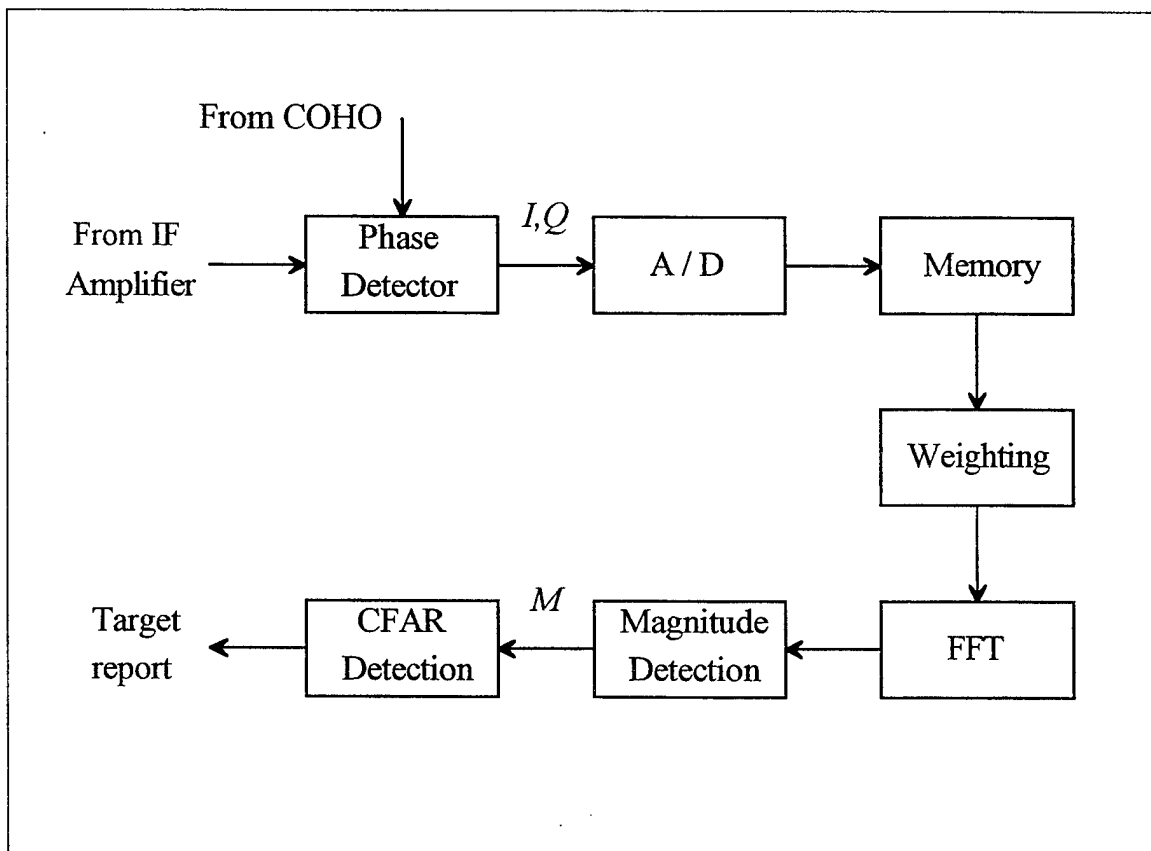 From COHO
From IF
Amplifier
Phase
Detector
I,Q
A / D
Memory
Weighting
Target
report
CFAR
Detection
M
Magnitude
Detection
FFT